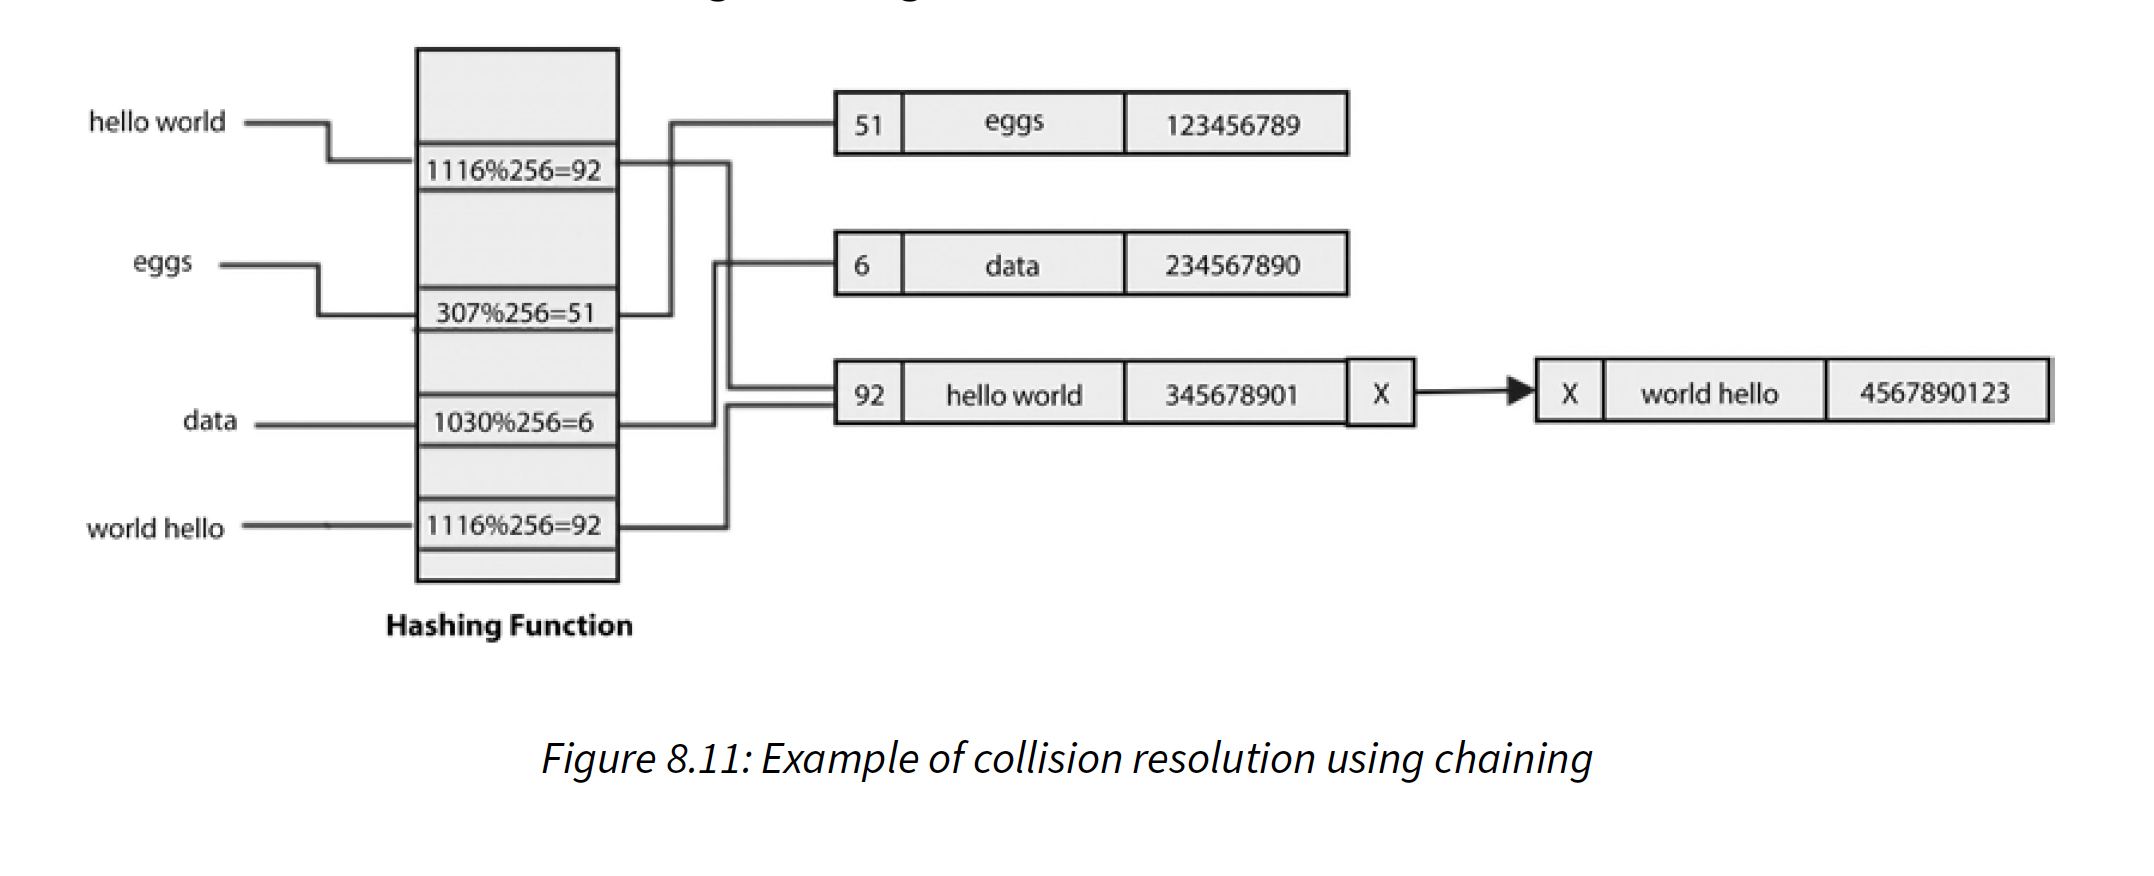 hello world
1116%256=92
eggs
307%256=51
data
1030%256=6
world hello
1116%256=92
Hashing Function
51 eggs 123456789
6 data 234567890
92 hello world 345678901 X
X world hello 4567890123
Figure 8.11: Example of collision resolution using chaining